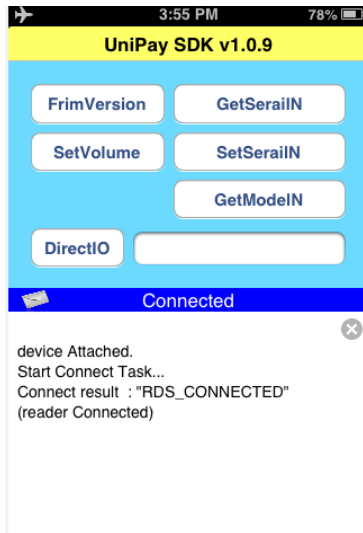 3:55 PM 78%
UniPay SDK v1.0.9
FrimVersion GetSerailN
SetVolume SetSerailN
GetModelN
DirectIO
Connected
device Attached.
Start Connect Task...
Connect result : "RDS_CONNECTED"
(reader Connected)